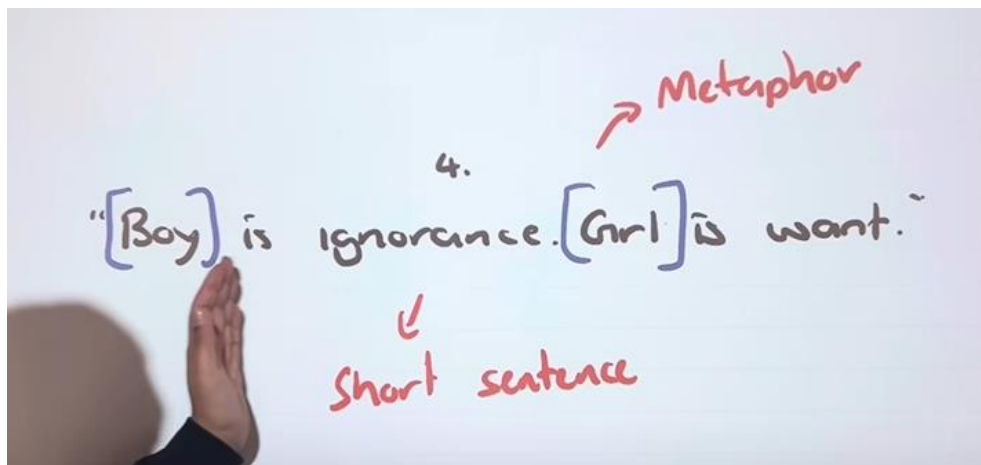 Metaphor
4.
"[Boy] is ignorance. [Girl] is want."
Short sentence